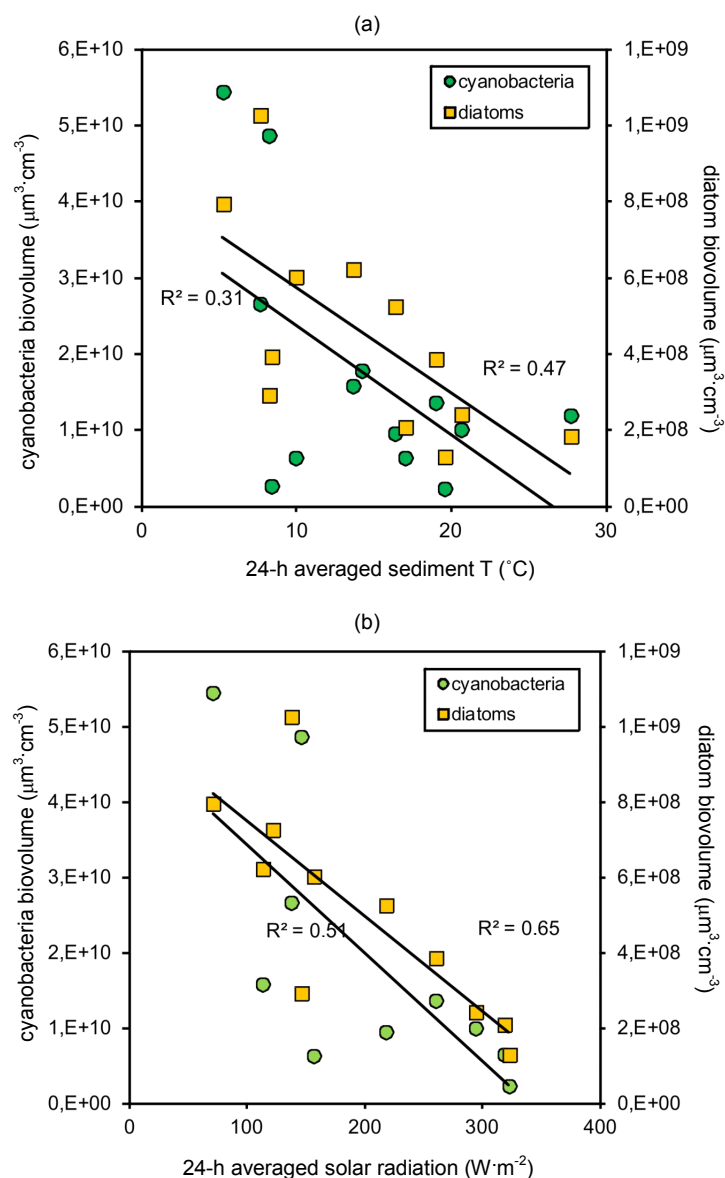 (a)
6,E+10
5,E+10
4,E+10
3,E+10
2,E+10
1,E+10
0,E+00
cyanobacteria biovolume (µm³·cm⁻³)
cyanobacteria
diatoms
R² = 0.31
R² = 0.47
1,E+09
1,E+09
8,E+08
6,E+08
4,E+08
2,E+08
0,E+00
diatom biovolume (µm³·cm⁻³)
0
10
20
30
24-h averaged sediment T (˚C)
(b)
6,E+10
5,E+10
4,E+10
3,E+10
2,E+10
1,E+10
0,E+00
cyanobacteria biovolume (µm³·cm⁻³)
cyanobacteria
diatoms
R² = 0.51
R² = 0.65
1,E+09
1,E+09
8,E+08
6,E+08
4,E+08
2,E+08
0,E+00
diatom biovolume (µm³·cm⁻³)
0
100
200
300
400
24-h averaged solar radiation (W·m⁻²)